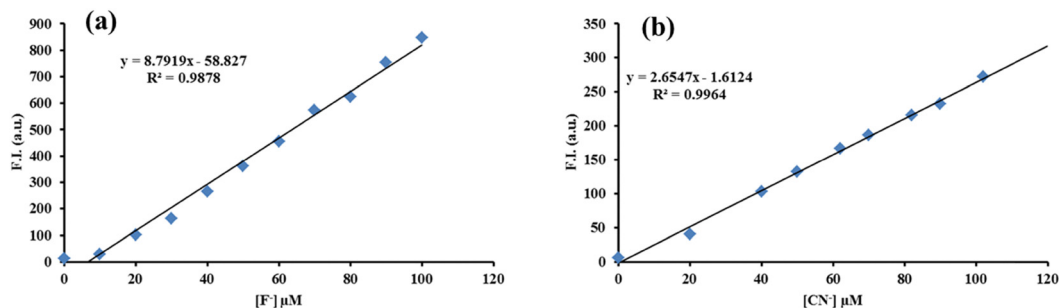 (a)
y = 8.7919x - 58.827
R² = 0.9878
900
800
700
600
500
400
300
200
100
0
F.I. (a.u.)
0 20 40 60 80 100 120
[F⁻] µM
(b)
y = 2.6547x - 1.6124
R² = 0.9964
350
300
250
200
150
100
50
0
F.I. (a.u.)
0 20 40 60 80 100 120
[CN⁻] µM